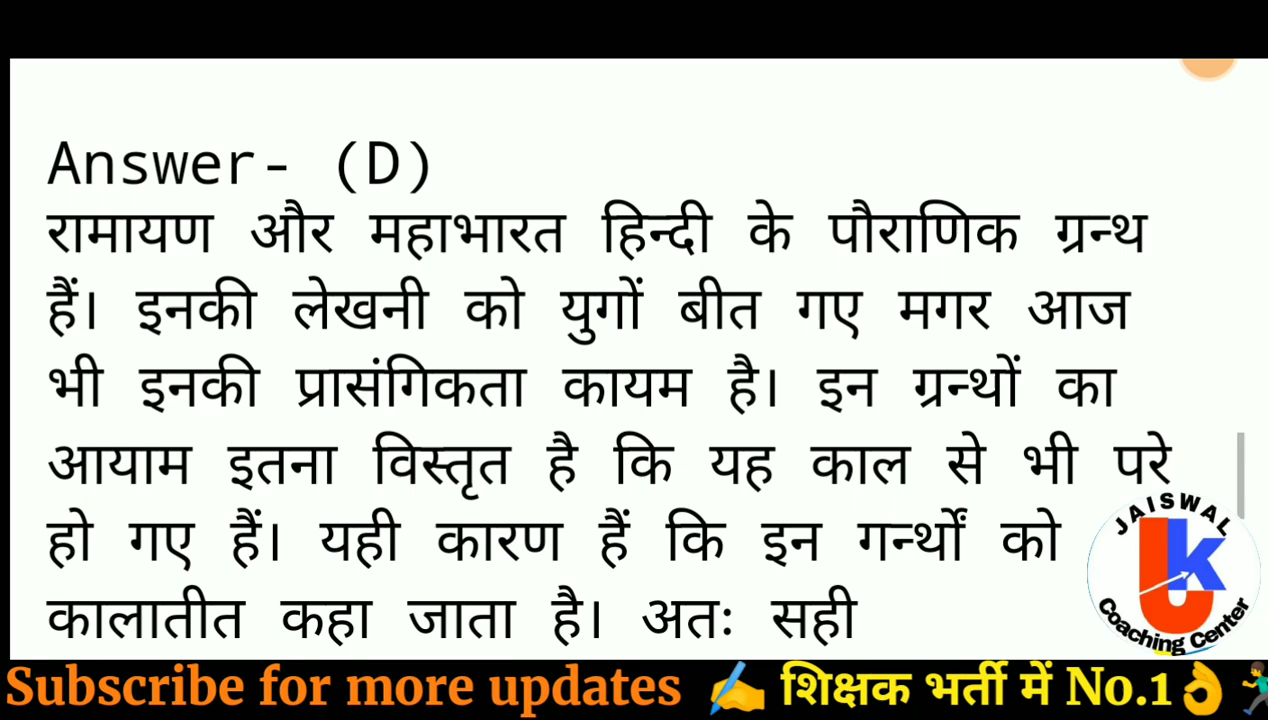 Answer- (D)
रामायण और महाभारत हिन्दी के पौराणिक ग्रन्थ
हैं। इनकी लेखनी को युगों बीत गए मगर आज
भी इनकी प्रासंगिकता कायम है। इन ग्रन्थों का
आयाम इतना विस्तृत है कि यह काल से भी परे
हो गए हैं। यही कारण हैं कि इन गर्न्थों को
कालातीत कहा जाता है। अतः सही
JAISWAL
JK
Coaching Center
Subscribe for more updates ✍️ शिक्षक भर्ती में No.1👌🏃‍♂️